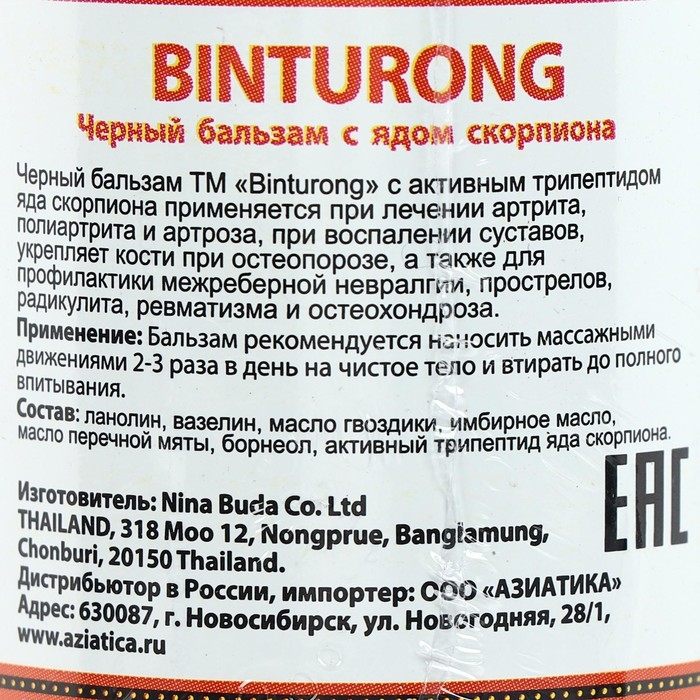 BINTURONG
Черный бальзам с ядом скорпиона
Черный бальзам ТМ «Binturong» с активным трипептидом
яда скорпиона применяется при лечении артрита,
полиартрита и артроза, при воспалении суставов,
укрепляет кости при остеопорозе, а также для
профилактики межреберной невралгии, прострелов,
радикулита, ревматизма и остеохондроза.
Применение: Бальзам рекомендуется наносить массажными
движениями 2-3 раза в день на чистое тело и втирать до полного
впитывания.
Состав: ланолин, вазелин, масло гвоздики, имбирное масло,
масло перечной мяты, борнеол, активный трипептид яда скорпиона.
EAC
Изготовитель: Nina Buda Co. Ltd
THAILAND, 318 Moo 12, Nongprue, Banglamung,
Chonburi, 20150 Thailand.
Дистрибьютор в России, импортер: СОО «АЗИАТИКА»
Адрес: 630087, г. Новосибирск, ул. Новогодняя, 28/1,
www.aziatica.ru